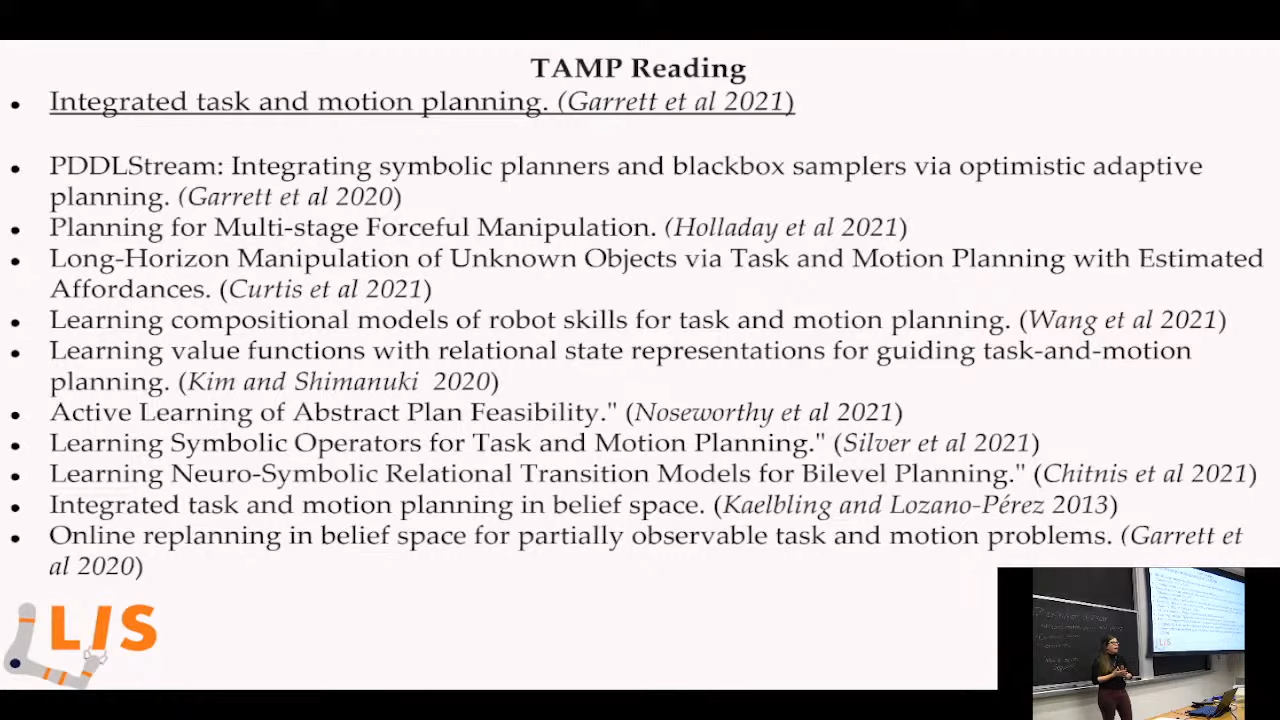 TAMP Reading
• Integrated task and motion planning. (Garrett et al 2021)
• PDDLStream: Integrating symbolic planners and blackbox samplers via optimistic adaptive
planning. (Garrett et al 2020)
• Planning for Multi-stage Forceful Manipulation. (Holladay et al 2021)
• Long-Horizon Manipulation of Unknown Objects via Task and Motion Planning with Estimated
Affordances. (Curtis et al 2021)
• Learning compositional models of robot skills for task and motion planning. (Wang et al 2021)
• Learning value functions with relational state representations for guiding task-and-motion
planning. (Kim and Shimanuki 2020)
• Active Learning of Abstract Plan Feasibility." (Noseworthy et al 2021)
• Learning Symbolic Operators for Task and Motion Planning." (Silver et al 2021)
• Learning Neuro-Symbolic Relational Transition Models for Bilevel Planning." (Chitnis et al 2021)
• Integrated task and motion planning in belief space. (Kaelbling and Lozano-Pérez 2013)
• Online replanning in belief space for partially observable task and motion problems. (Garrett et
al 2020)
LIS